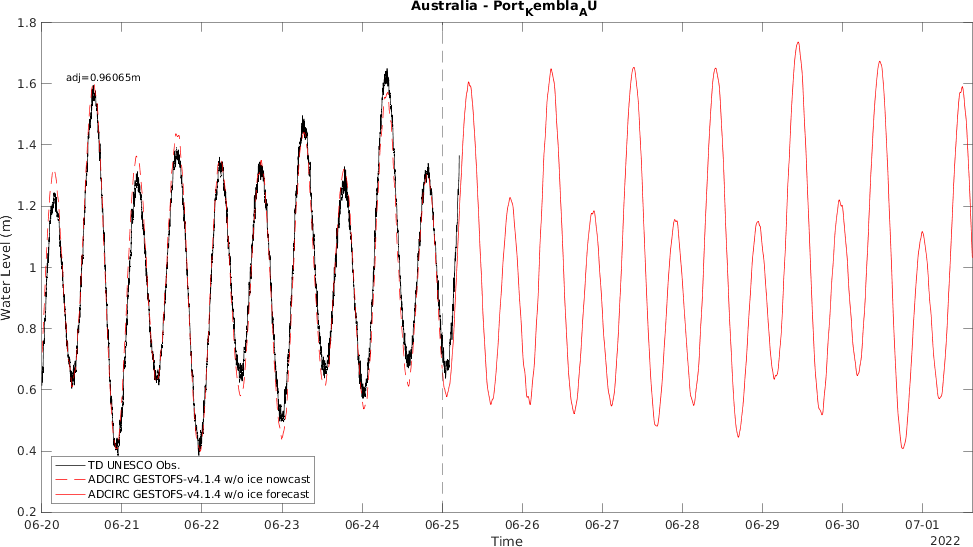 Australia - Port_Kembla_AU
1.8
1.6
1.4
1.2
1
0.8
0.6
0.4
0.2
Water Level (m)
adj=0.96065m
TD UNESCO Obs.
ADCIRC GESTOFS-v4.1.4 w/o ice nowcast
ADCIRC GESTOFS-v4.1.4 w/o ice forecast
06-20 06-21 06-22 06-23 06-24 06-25 06-26 06-27 06-28 06-29 06-30 07-01
Time
2022